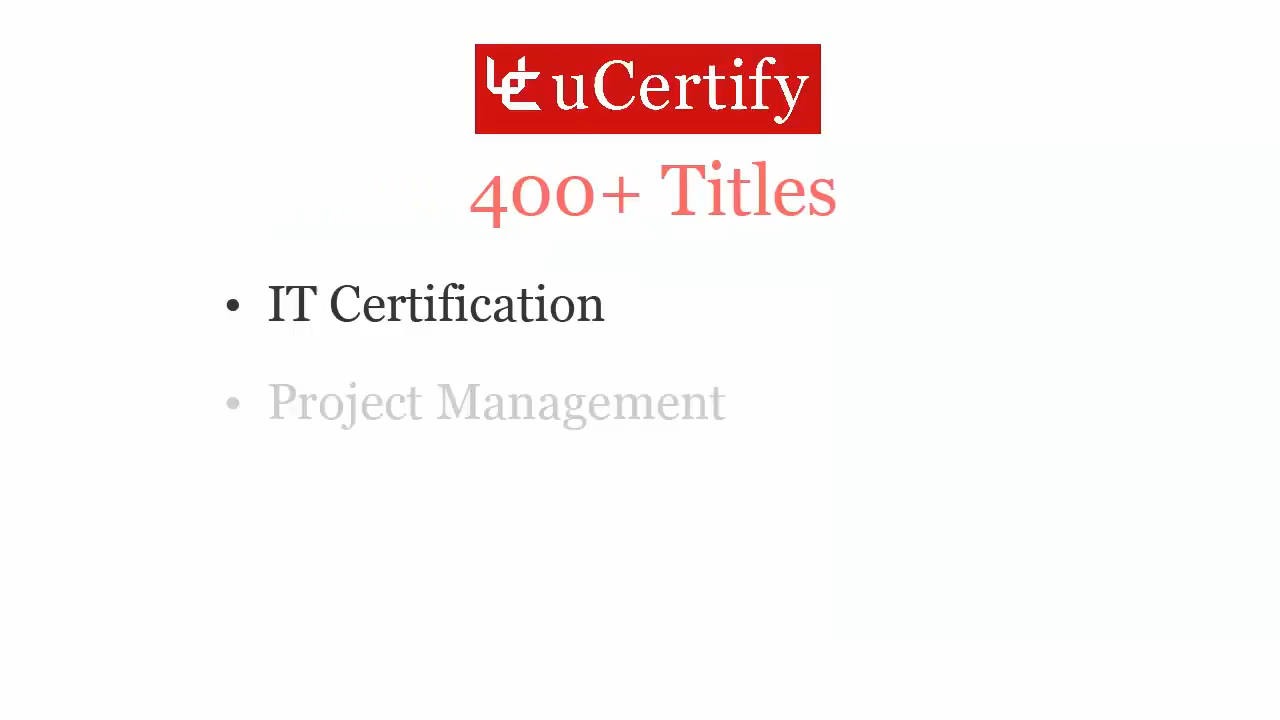 uCertify
400+ Titles
• IT Certification
• Project Management